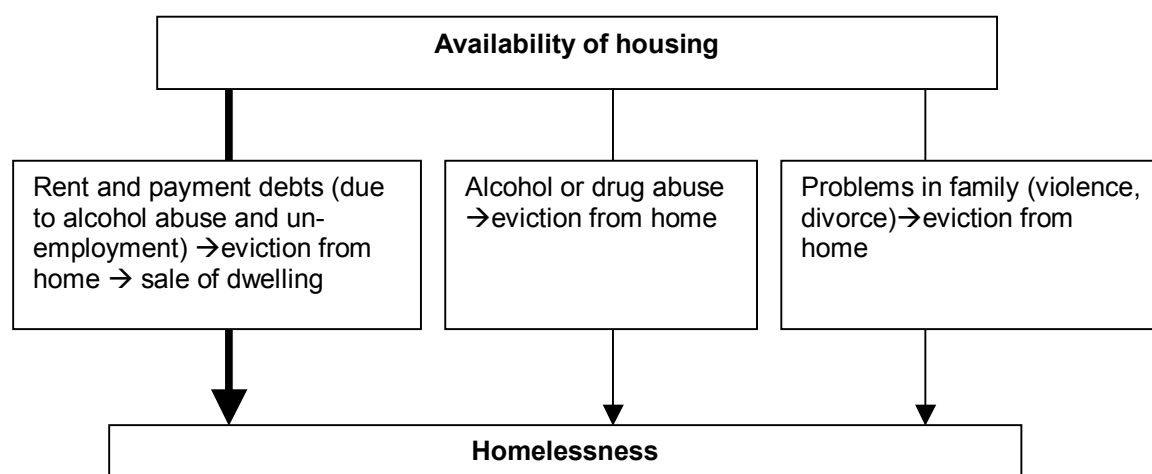 Availability of housing
Rent and payment debts (due
to alcohol abuse and un-
employment) →eviction from
home → sale of dwelling
Alcohol or drug abuse
→eviction from home
Problems in family (violence,
divorce)→eviction from
home
Homelessness